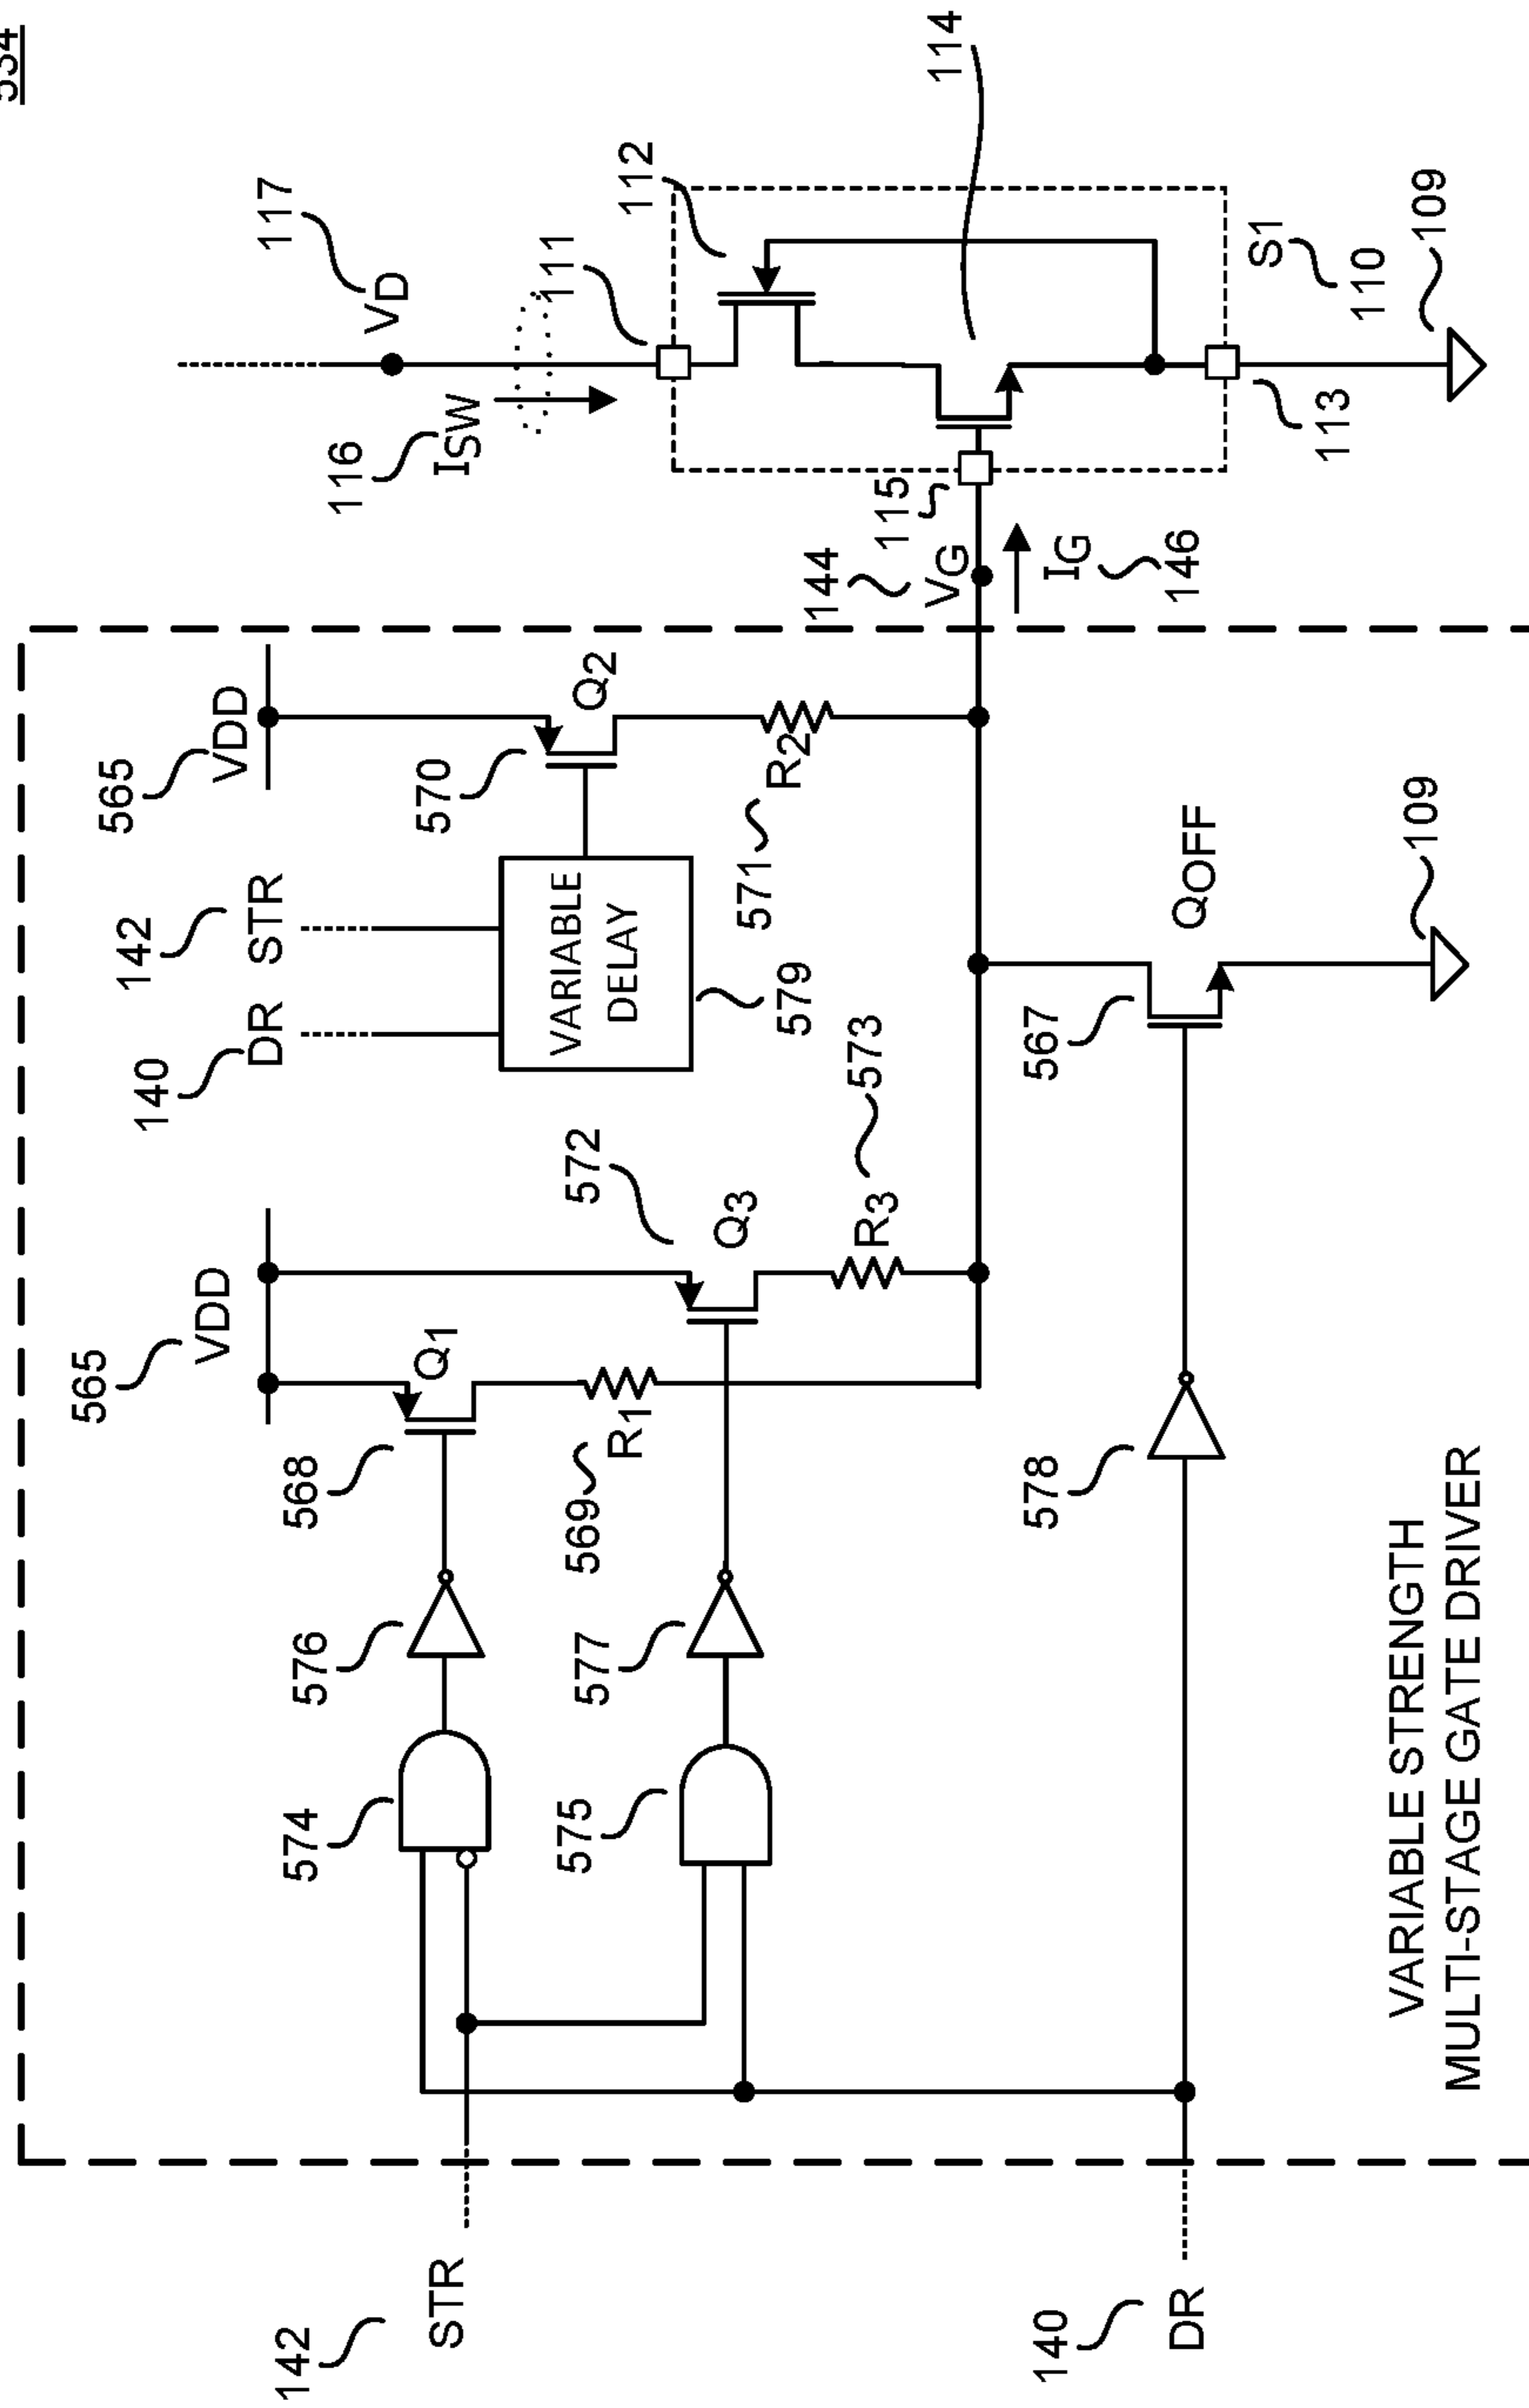 534
565
VDD
565
VDD
140
DR
142
STR
117
VD
116
ISW
111
112
114
568
Q1
570
Q2
572
Q3
574
576
569
R1
VARIABLE
DELAY
579
571
R2
573
R3
144
VG
115
IG
146
S1
110
113
109
142
STR
575
577
578
567
QOFF
109
140
DR
VARIABLE STRENGTH
MULTI-STAGE GATE DRIVER